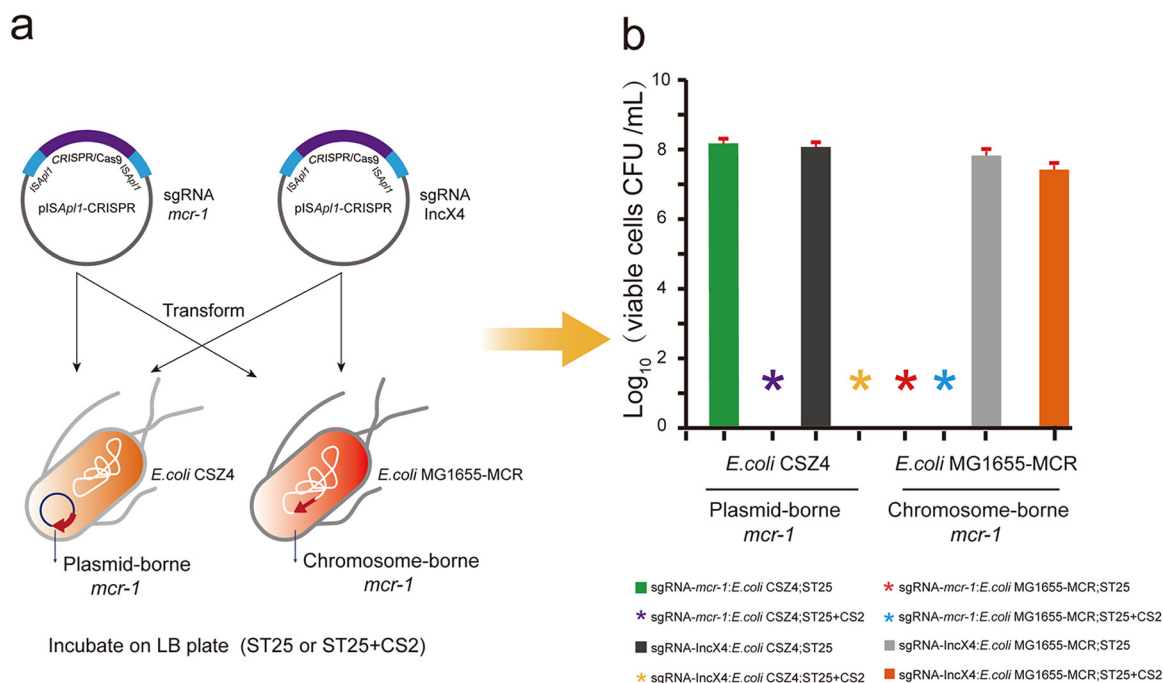 a
CRISPR/Cas9
ISApl1
ISApl1
pISApl1-CRISPR
sgRNA
mcr-1
CRISPR/Cas9
ISApl1
ISApl1
pISApl1-CRISPR
sgRNA
IncX4
Transform
E.coli CSZ4
E.coli MG1655-MCR
Plasmid-borne
mcr-1
Chromosome-borne
mcr-1
Incubate on LB plate (ST25 or ST25+CS2)
b
Log10 (viable cells CFU /mL)
10
8
6
4
2
0
* * * *
E.coli CSZ4
E.coli MG1655-MCR
Plasmid-borne
mcr-1
Chromosome-borne
mcr-1
sgRNA-mcr-1:E.coli CSZ4;ST25
* sgRNA-mcr-1:E.coli CSZ4;ST25+CS2
sgRNA-IncX4:E.coli CSZ4;ST25
* sgRNA-IncX4:E.coli CSZ4;ST25+CS2
* sgRNA-mcr-1:E.coli MG1655-MCR;ST25
* sgRNA-mcr-1:E.coli MG1655-MCR;ST25+CS2
sgRNA-IncX4:E.coli MG1655-MCR;ST25
sgRNA-IncX4:E.coli MG1655-MCR;ST25+CS2